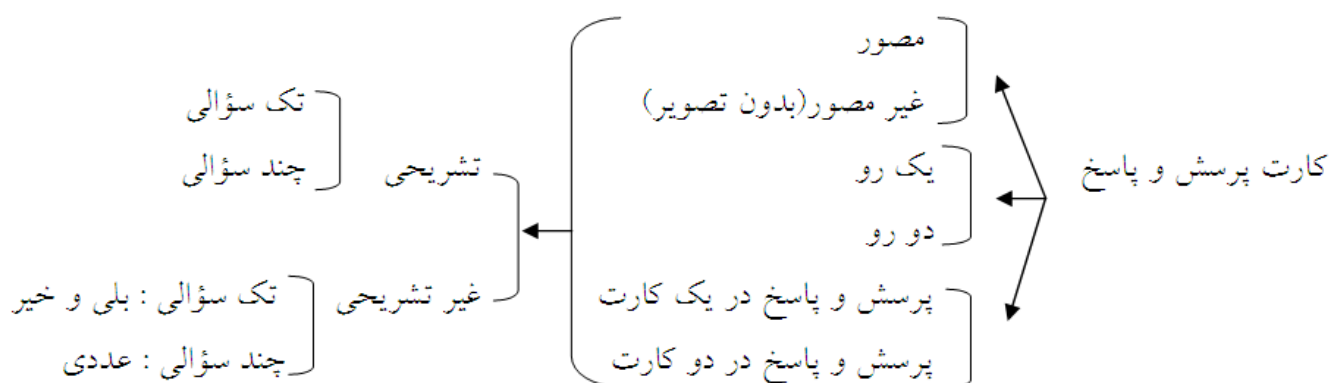 کارت پرسش و پاسخ
مصور
غیر مصور(بدون تصویر)
یک رو
دو رو
پرسش و پاسخ در یک کارت
پرسش و پاسخ در دو کارت
تشریحی
تک سؤالی
چند سؤالی
غیر تشریحی
تک سؤالی : بلی و خیر
چند سؤالی : عددی